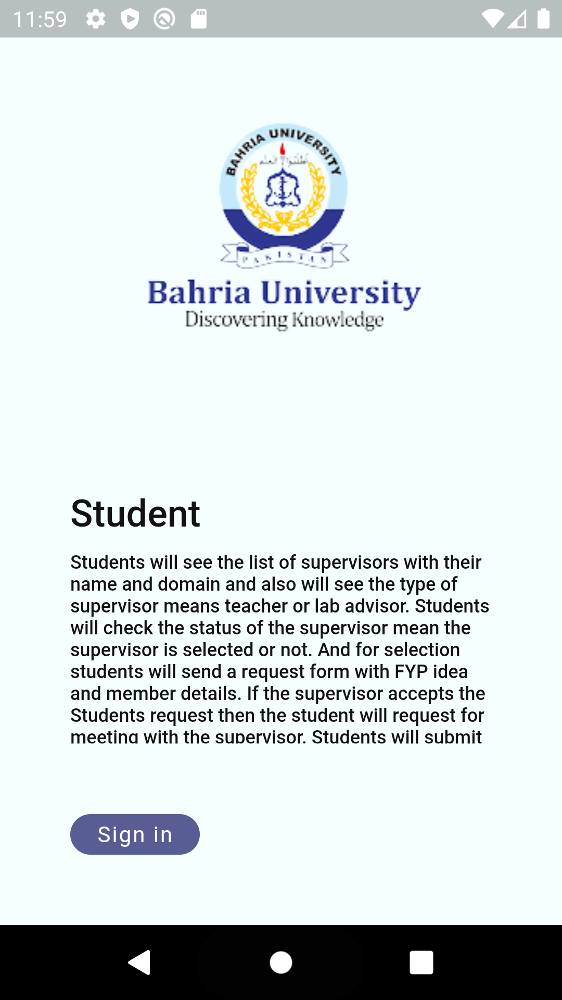 11:59
BAHRIA UNIVERSITY
PAKISTAN
Bahria University
Discovering Knowledge
Student
Students will see the list of supervisors with their
name and domain and also will see the type of
supervisor means teacher or lab advisor. Students
will check the status of the supervisor mean the
supervisor is selected or not. And for selection
students will send a request form with FYP idea
and member details. If the supervisor accepts the
Students request then the student will request for
meeting with the supervisor. Students will submit
Sign in